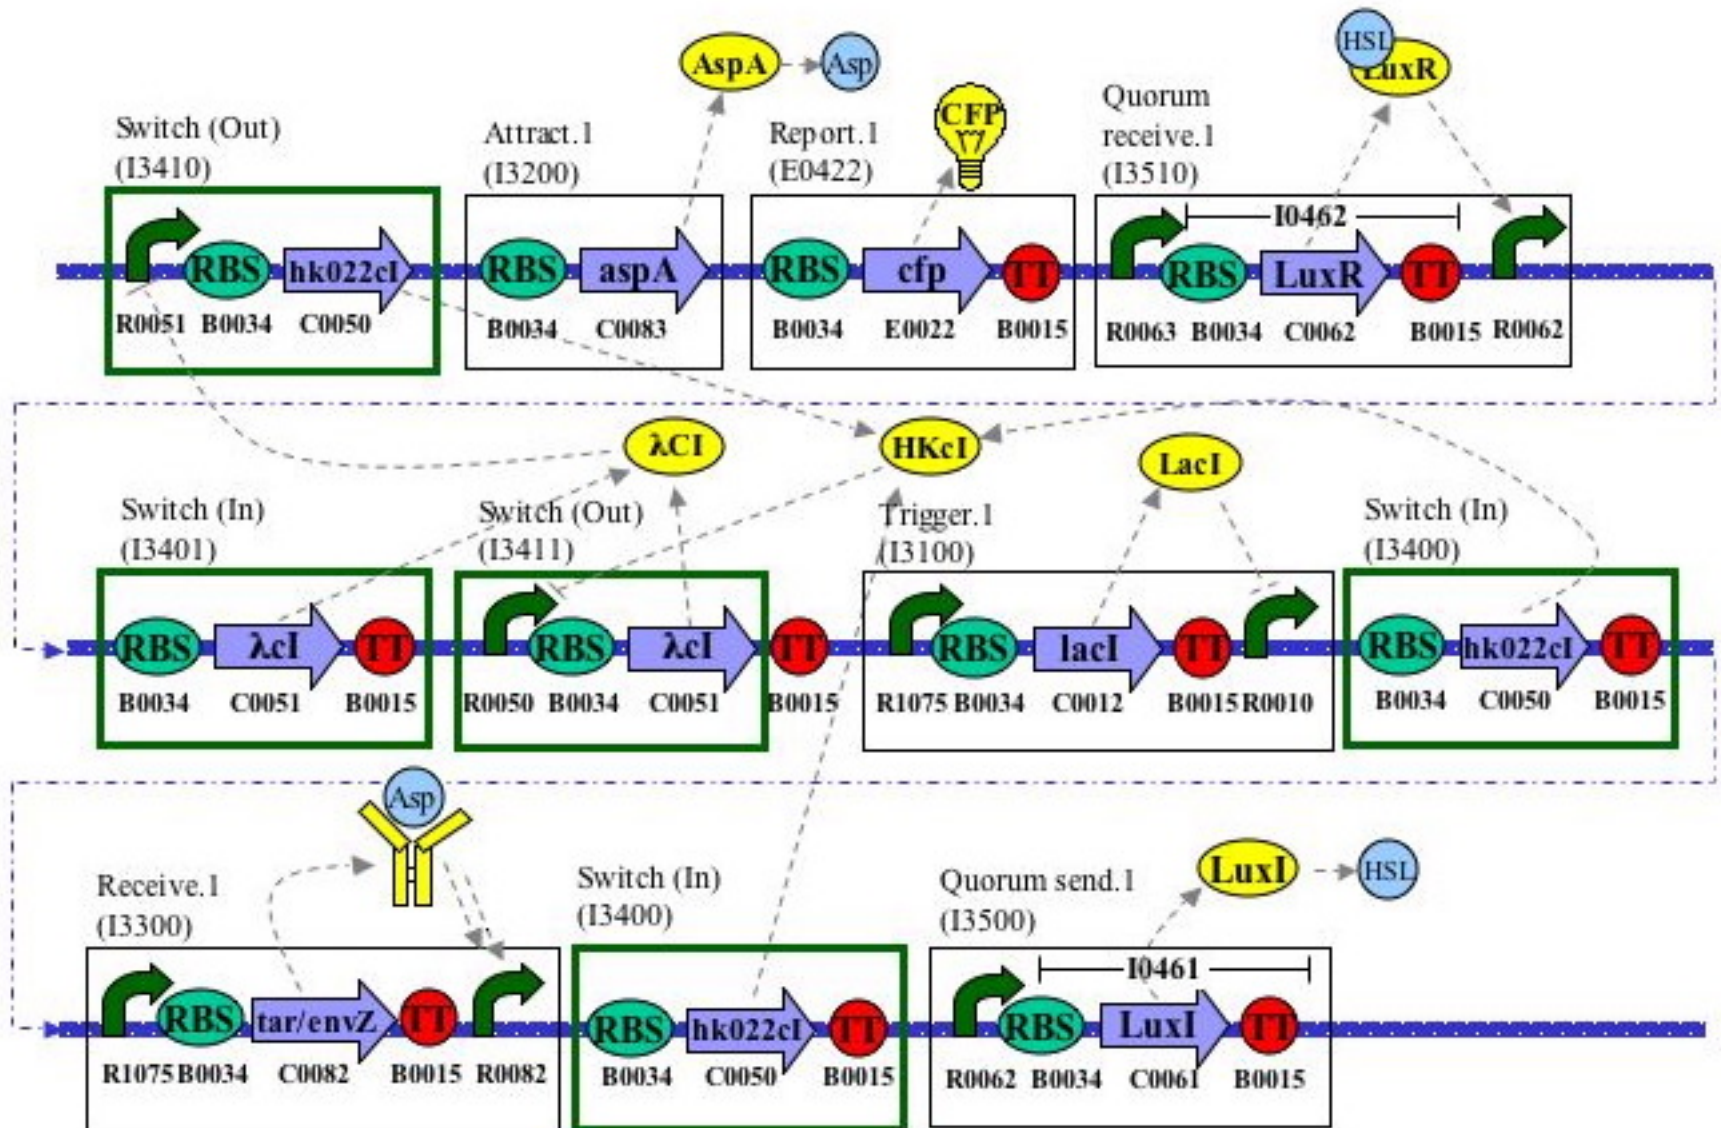 AspA Asp
HSL
LuxR
Switch (Out)
(I3410)
Attract.1
(I3200)
Report.1
(E0422)
CFP
Quorum
receive.1
(I3510)
I0462
RBS hk022cI RBS aspA RBS cfp TT RBS LuxR TT
R0051 B0034 C0050 B0034 C0083 B0034 E0022 B0015 R0063 B0034 C0062 B0015 R0062
λCI HKcI LacI
Switch (In)
(I3401)
Switch (Out)
(I3411)
Trigger.1
(I3100)
Switch (In)
(I3400)
RBS λcI TT RBS λcI TT RBS lacI TT RBS hk022cI TT
B0034 C0051 B0015 R0050 B0034 C0051 B0015 R1075 B0034 C0012 B0015 R0010 B0034 C0050 B0015
Asp
Receive.1
(I3300)
Switch (In)
(I3400)
Quorum send.1
(I3500)
LuxI HSL
I0461
RBS tar/envZ TT RBS hk022cI TT RBS LuxI TT
R1075 B0034 C0082 B0015 R0082 B0034 C0050 B0015 R0062 B0034 C0061 B0015